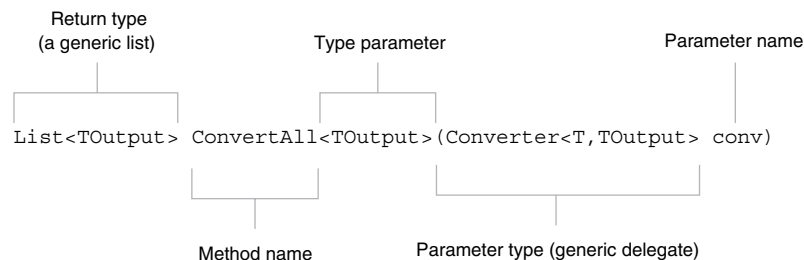 Return type
(a generic list)
Type parameter
Parameter name
List<TOutput> ConvertAll<TOutput>(Converter<T,TOutput> conv)
Method name
Parameter type (generic delegate)